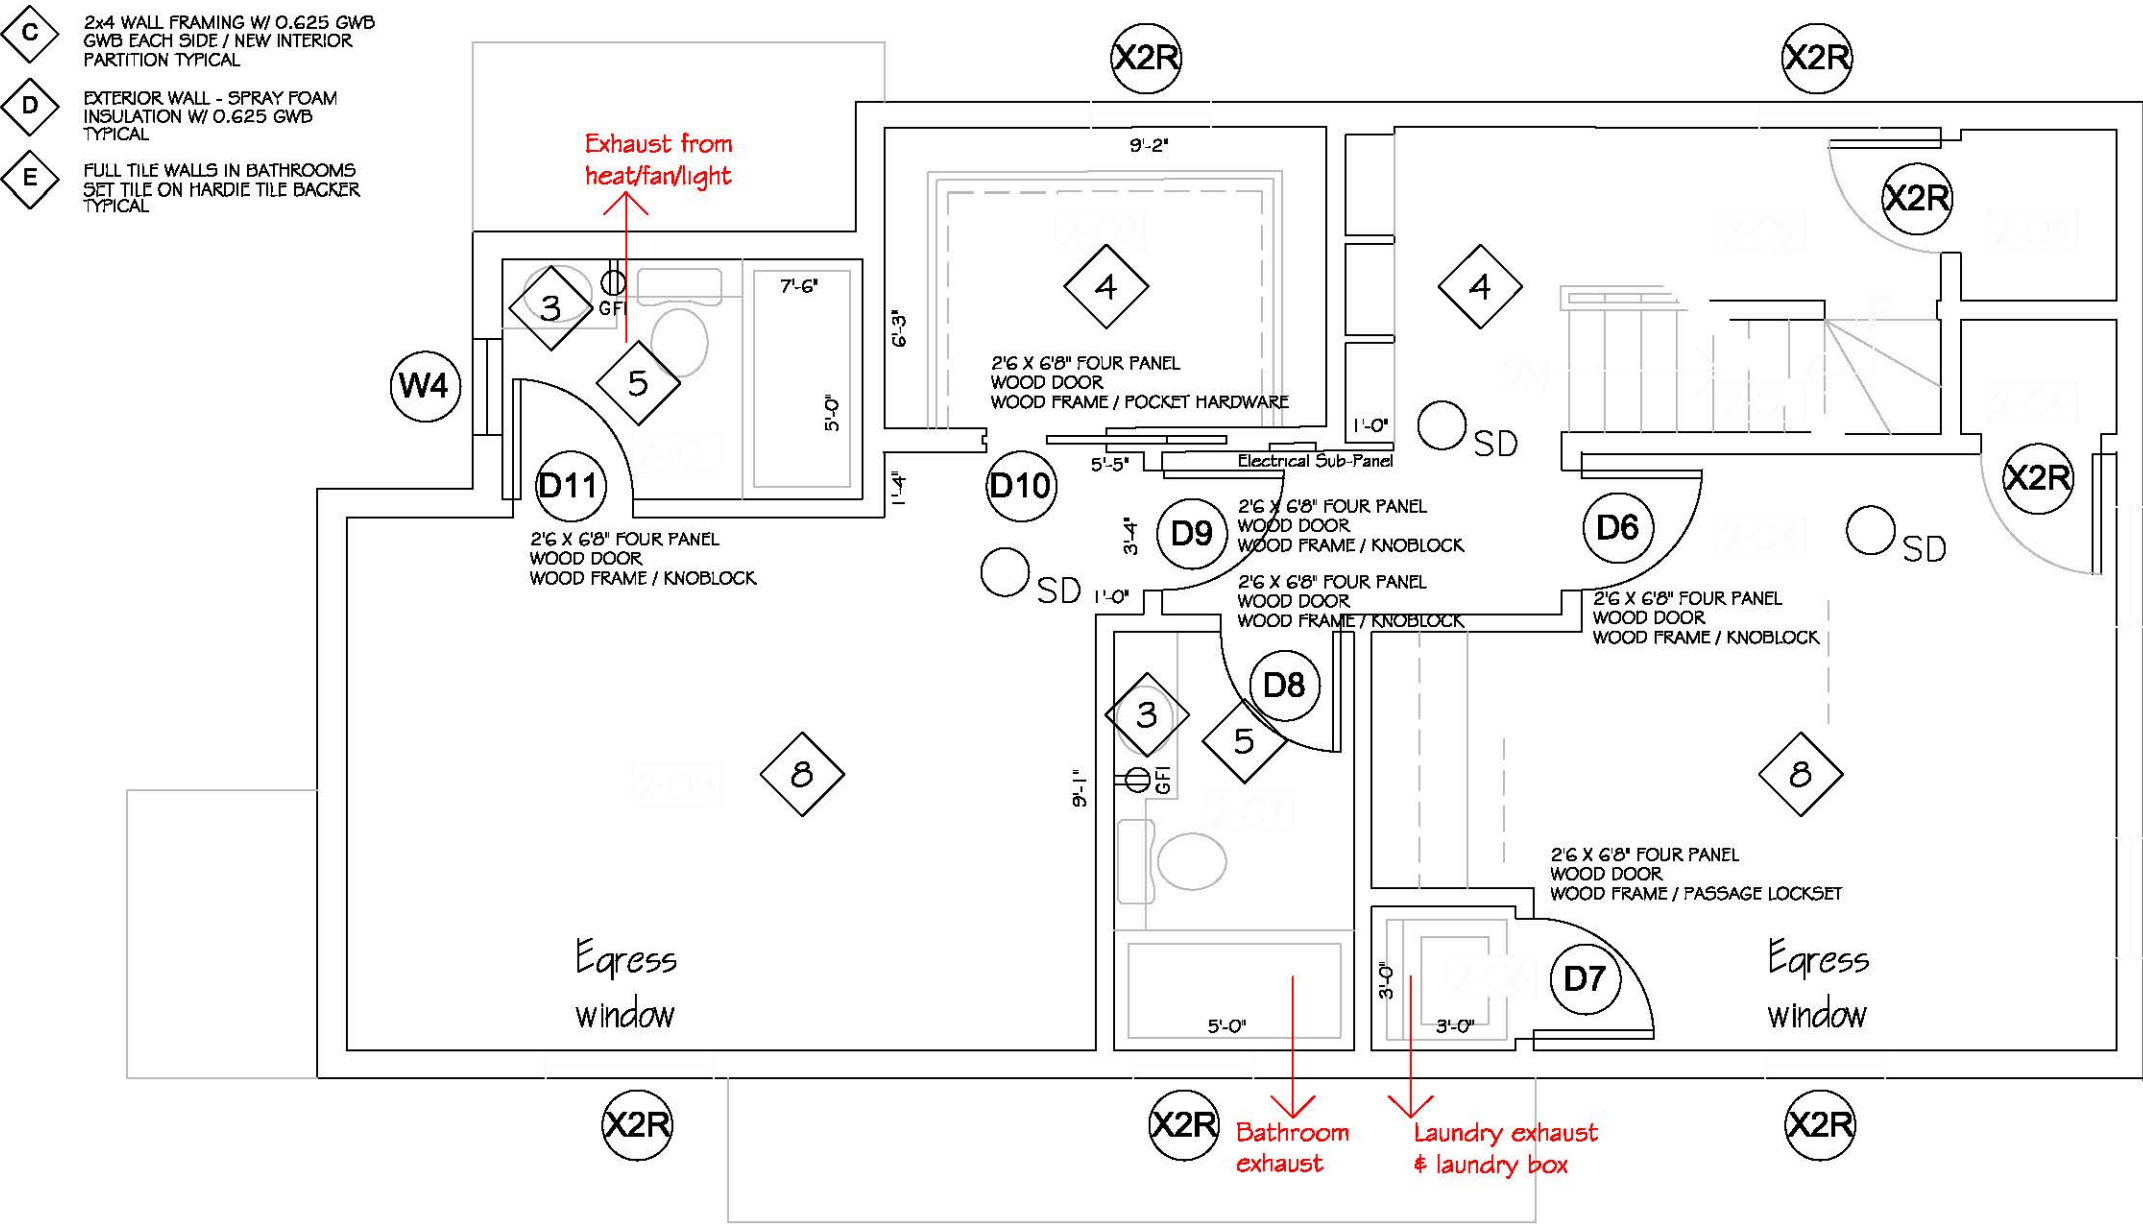 C
2x4 WALL FRAMING W/ 0.625 GWB
GWB EACH SIDE / NEW INTERIOR
PARTITION TYPICAL
D
EXTERIOR WALL - SPRAY FOAM
INSULATION W/ 0.625 GWB
TYPICAL
E
FULL TILE WALLS IN BATHROOMS
SET TILE ON HARDIE TILE BACKER
TYPICAL
X2R
X2R
Exhaust from
heat/fan/light
9'-2"
X2R
2-09
2-02
4
4
7'-6"
3
GFI
6'-3"
W4
5
5'-0"
2'6 X 6'8" FOUR PANEL
WOOD DOOR
WOOD FRAME / POCKET HARDWARE
DN
1'-0"
SD
5'-5"
Electrical Sub-Panel
X2R
D11
1'-4"
D10
2'6 X 6'8" FOUR PANEL
WOOD DOOR
WOOD FRAME / KNOBLOCK
D9
3'-4"
D6
2-04
SD
2'6 X 6'8" FOUR PANEL
WOOD DOOR
WOOD FRAME / KNOBLOCK
SD
1'-0"
2'6 X 6'8" FOUR PANEL
WOOD DOOR
WOOD FRAME / KNOBLOCK
2'6 X 6'8" FOUR PANEL
WOOD DOOR
WOOD FRAME / KNOBLOCK
D8
3
5
8
9'-1"
GFI
8
2-07
2'6 X 6'8" FOUR PANEL
WOOD DOOR
WOOD FRAME / PASSAGE LOCKSET
Egress
window
3'-0"
D7
Egress
window
5'-0"
3'-0"
X2R
X2R
Bathroom
exhaust
Laundry exhaust
& laundry box
X2R